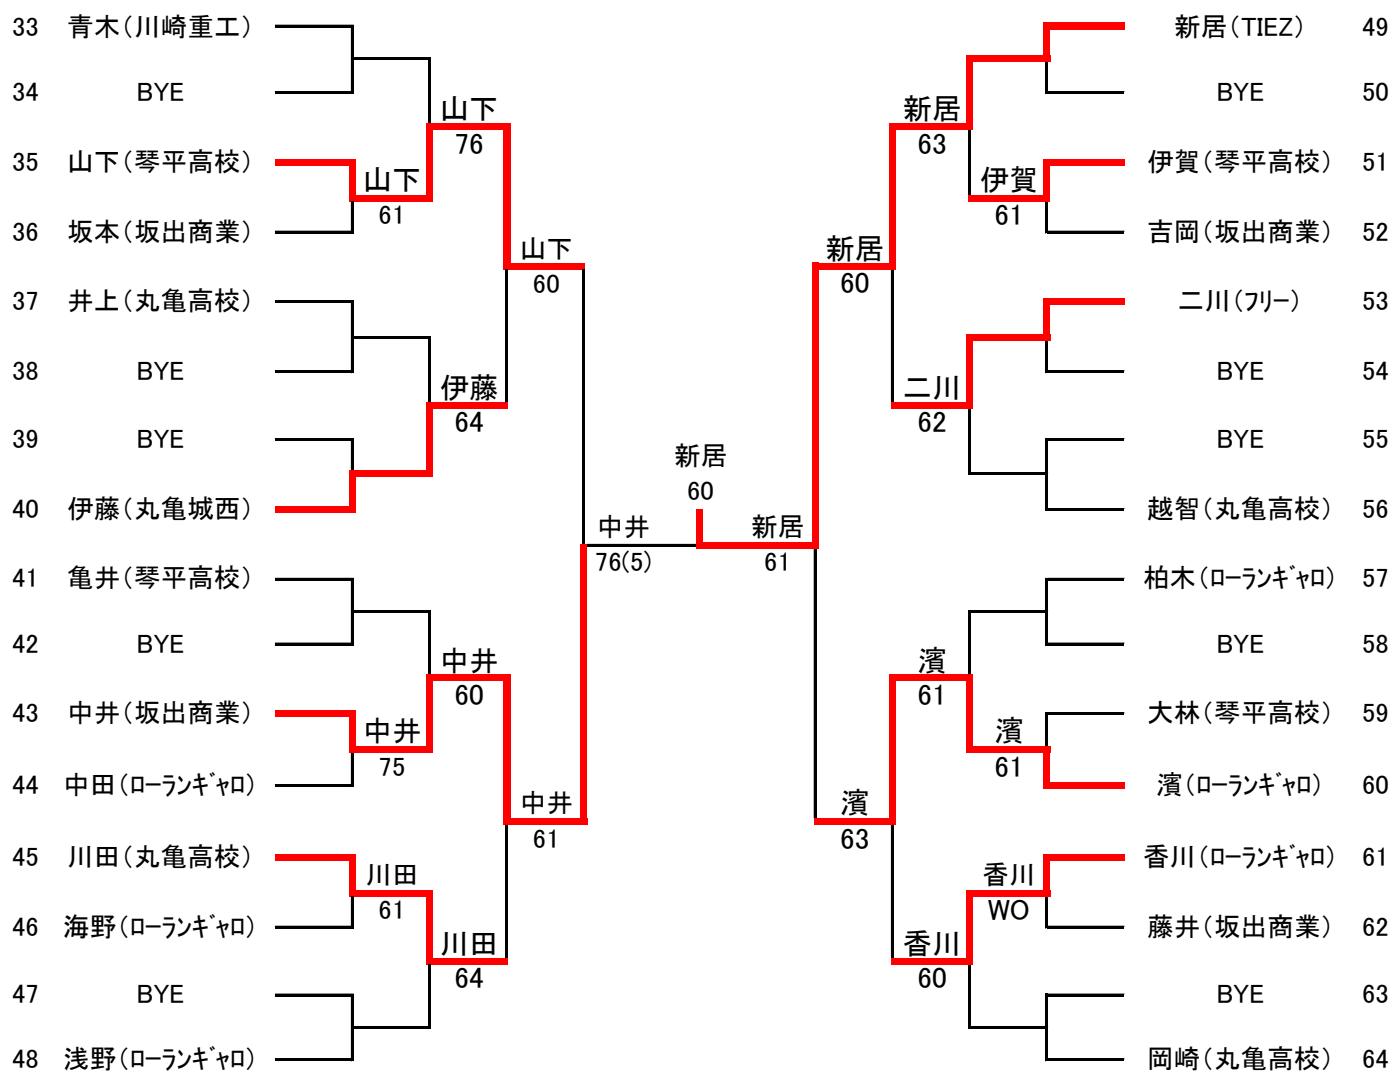 33 青木(川崎重工)
34 BYE
35 山下(琴平高校)
36 坂本(坂出商業)
37 井上(丸亀高校)
38 BYE
39 BYE
40 伊藤(丸亀城西)
41 亀井(琴平高校)
42 BYE
43 中井(坂出商業)
44 中田(ローランギャロ)
45 川田(丸亀高校)
46 海野(ローランギャロ)
47 BYE
48 浅野(ローランギャロ)
山下
61
中井
75
川田
61
山下
76
伊藤
64
中井
60
川田
64
山下
60
中井
61
中井
76(5)
新居
60
新居
61
新居
60
濱
63
新居
63
二川
62
濱
61
香川
60
伊賀
61
濱
61
香川
WO
新居(TIEZ) 49
BYE 50
伊賀(琴平高校) 51
吉岡(坂出商業) 52
二川(フリー) 53
BYE 54
BYE 55
越智(丸亀高校) 56
柏木(ローランギャロ) 57
BYE 58
大林(琴平高校) 59
濱(ローランギャロ) 60
香川(ローランギャロ) 61
藤井(坂出商業) 62
BYE 63
岡崎(丸亀高校) 64